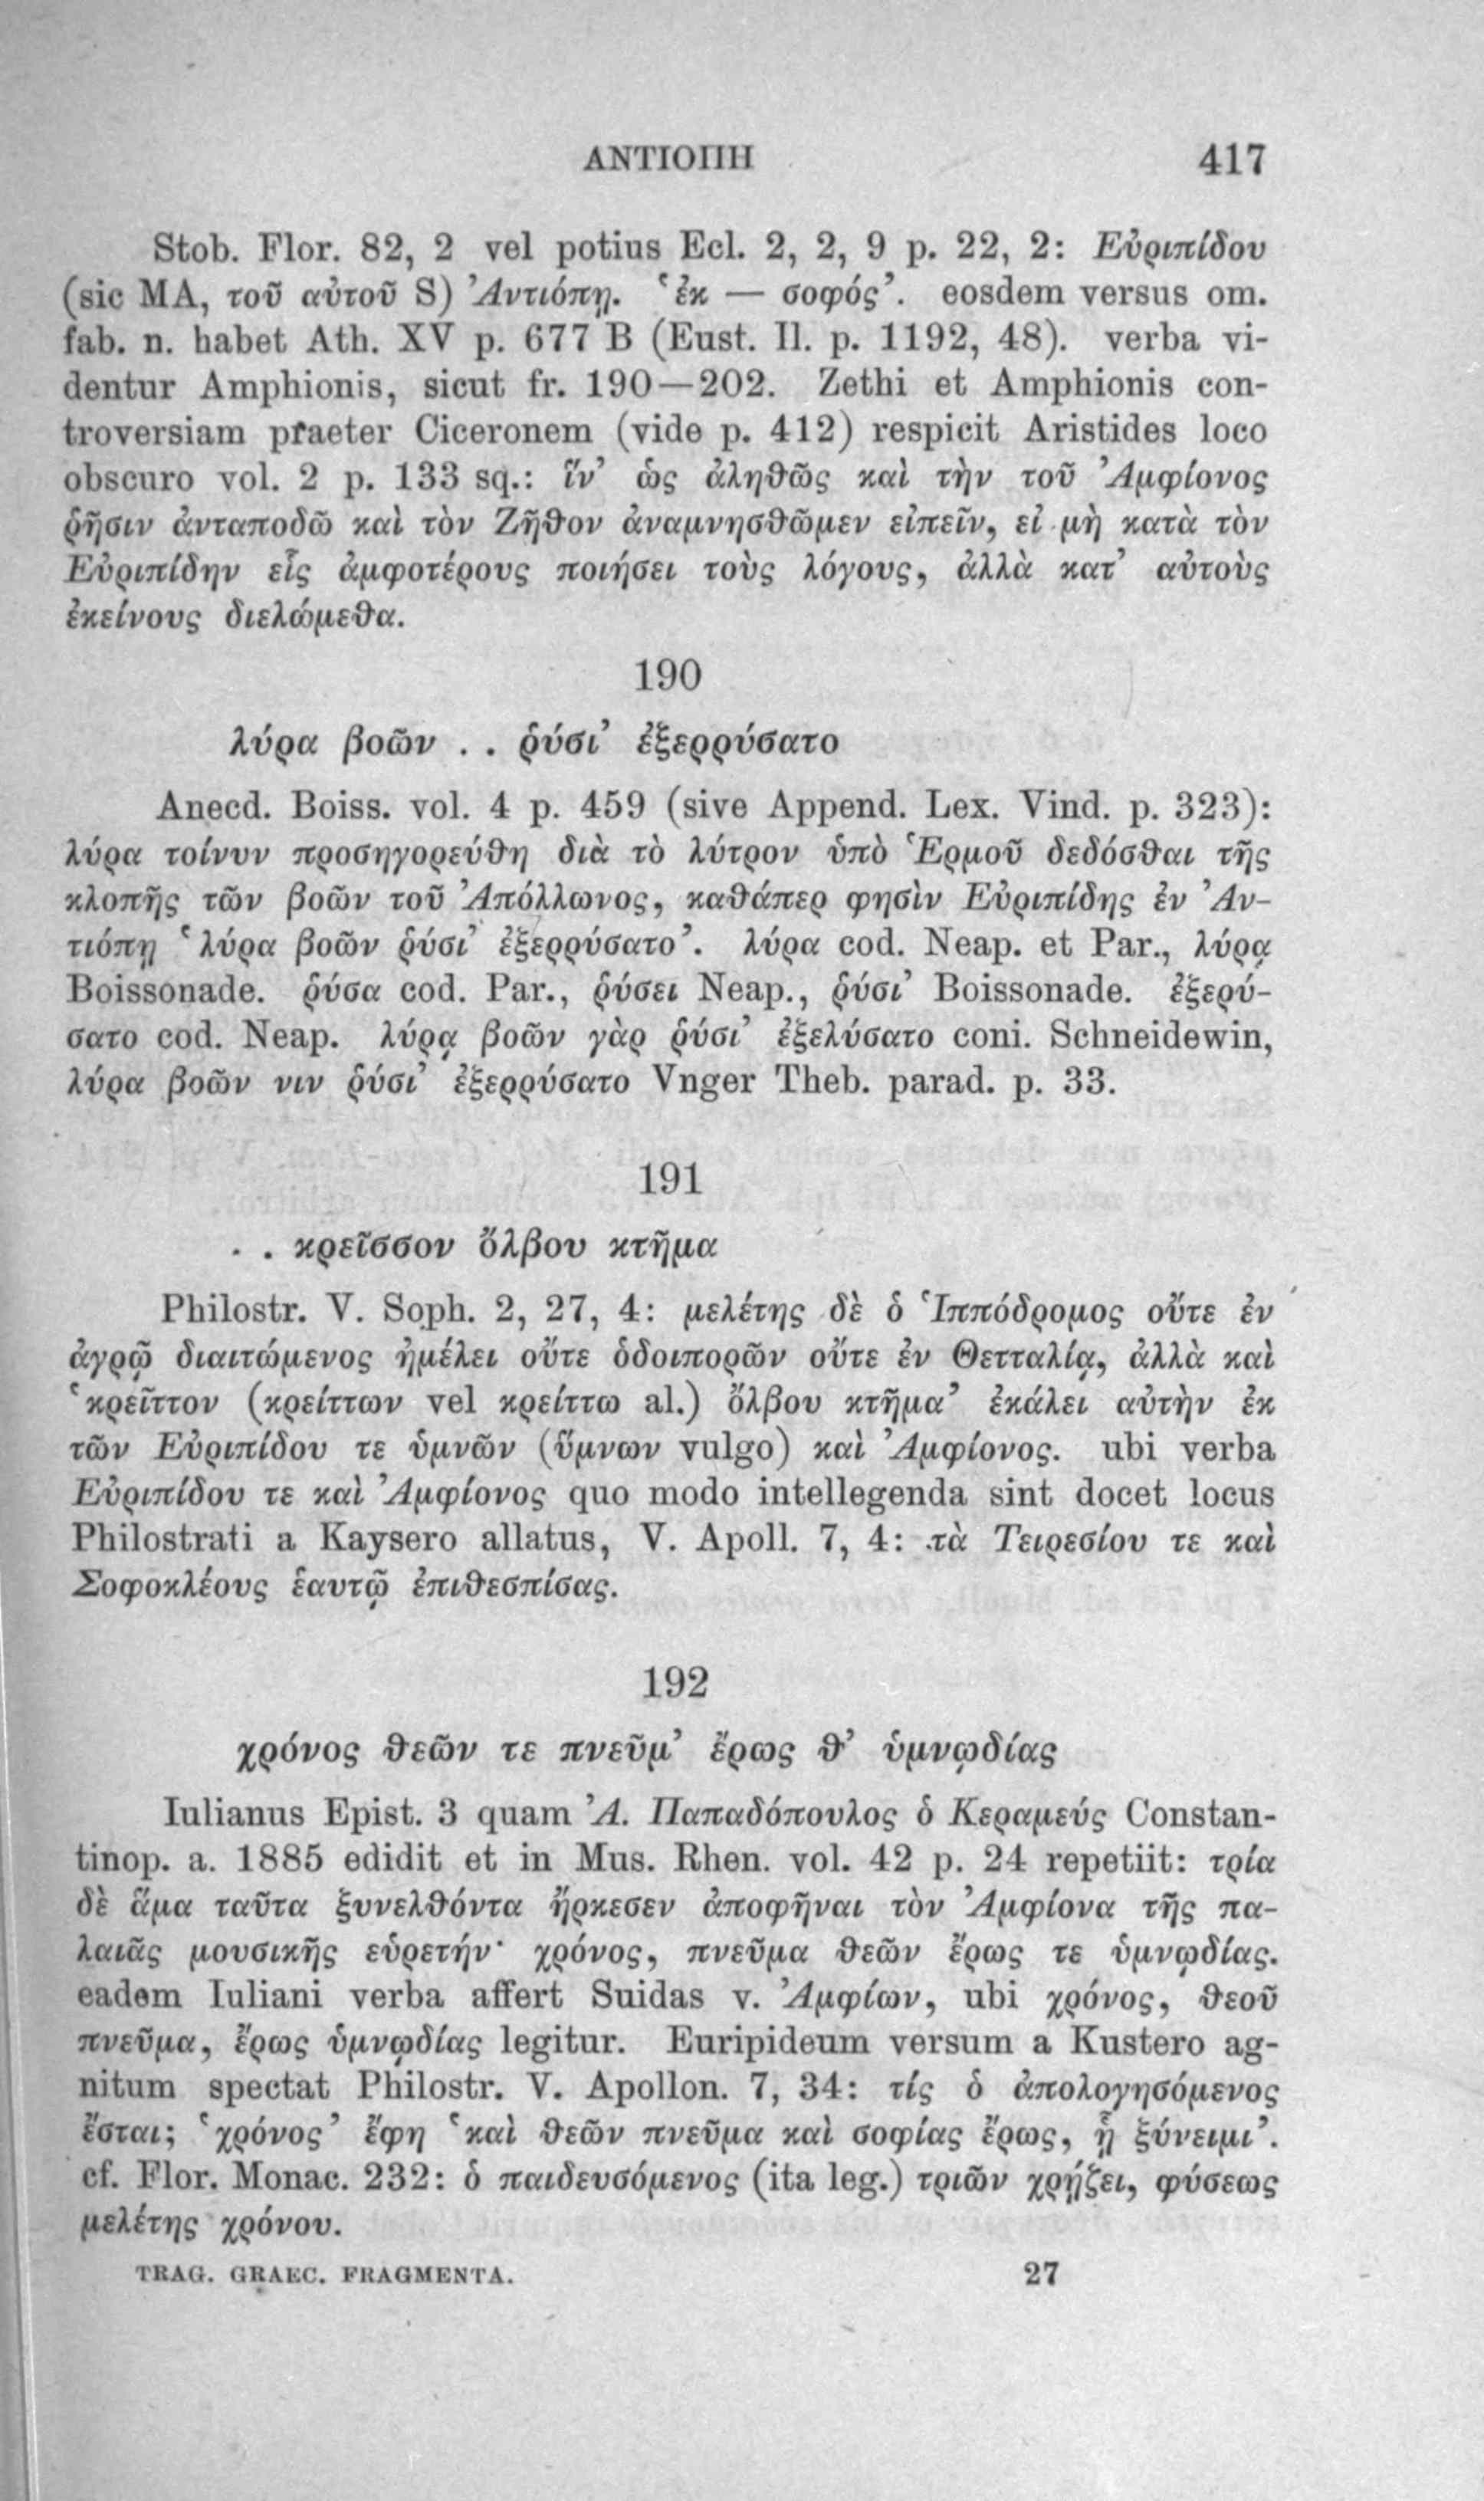 ΑΝΤΙΟΠΗ 417
Stob. Flor. 82, 2 vel potius Ecl. 2, 2, 9 p. 22, 2: Εὐριπίδου
(sic MA, τοῦ αὐτοῦ S) Ἀντιόπῃ. ‘ἐκ — σοφός’. eosdem versus om.
fab. n. habet Ath. XV p. 677 B (Eust. Il. p. 1192, 48). verba vi-
dentur Amphionis, sicut fr. 190—202. Zethi et Amphionis con-
troversiam praeter Ciceronem (vide p. 412) respicit Aristides loco
obscuro vol. 2 p. 133 sq.: ἵν’ ὡς ἀληθῶς καὶ τὴν τοῦ Ἀμφίονος
ῥῆσιν ἀνταποδῶ καὶ τὸν Ζῆθον ἀναμνησθῶμεν εἰπεῖν, εἰ μὴ κατὰ τὸν
Εὐριπίδην εἷς ἀμφοτέρους ποιήσει τοὺς λόγους, ἀλλὰ κατ’ αὐτοὺς
ἐκείνους διελώμεθα.
190
λύρα βοῶν . . ῥύσι’ ἐξερρύσατο
Anecd. Boiss. vol. 4 p. 459 (sive Append. Lex. Vind. p. 323):
λύρα τοίνυν προσηγορεύθη διὰ τὸ λύτρον ὑπὸ Ἑρμοῦ δεδόσθαι τῆς
κλοπῆς τῶν βοῶν τοῦ Ἀπόλλωνος, καθάπερ φησὶν Εὐριπίδης ἐν Ἀν-
τιόπῃ ‘λύρα βοῶν ῥύσι’ ἐξερρύσατο’. λύρα cod. Neap. et Par., λύρᾳ
Boissonade. ῥύσα cod. Par., ῥύσει Neap., ῥύσι’ Boissonade. ἐξερύ-
σατο cod. Neap. λύρᾳ βοῶν γὰρ ῥύσι’ ἐξελύσατο coni. Schneidewin,
λύρα βοῶν νιν ῥύσι’ ἐξερρύσατο Vnger Theb. parad. p. 33.
191
. . κρεῖσσον ὄλβου κτῆμα
Philostr. V. Soph. 2, 27, 4: μελέτης δὲ ὁ Ἱππόδρομος οὔτε ἐν
ἀγρῷ διαιτώμενος ἠμέλει οὔτε ὁδοιπορῶν οὔτε ἐν Θετταλίᾳ, ἀλλὰ καὶ
‘κρεῖττον (κρείττων vel κρείττω al.) ὄλβου κτῆμα’ ἐκάλει αὐτὴν ἐκ
τῶν Εὐριπίδου τε ὑμνῶν (ὕμνων vulgo) καὶ Ἀμφίονος. ubi verba
Εὐριπίδου τε καὶ Ἀμφίονος quo modo intellegenda sint docet locus
Philostrati a Kaysero allatus, V. Apoll. 7, 4: τὰ Τειρεσίου τε καὶ
Σοφοκλέους ἑαυτῷ ἐπιθεσπίσας.
192
χρόνος θεῶν τε πνεῦμ’ ἔρως θ’ ὑμνῳδίας
Iulianus Epist. 3 quam Ἀ. Παπαδόπουλος ὁ Κεραμεύς Constan-
tinop. a. 1885 edidit et in Mus. Rhen. vol. 42 p. 24 repetiit: τρία
δὲ ἅμα ταῦτα ξυνελθόντα ἤρκεσεν ἀποφῆναι τὸν Ἀμφίονα τῆς πα-
λαιᾶς μουσικῆς εὑρετήν· χρόνος, πνεῦμα θεῶν ἔρως τε ὑμνῳδίας.
eadem Iuliani verba affert Suidas v. Ἀμφίων, ubi χρόνος, θεοῦ
πνεῦμα, ἔρως ὑμνῳδίας legitur. Euripideum versum a Kustero ag-
nitum spectat Philostr. V. Apollon. 7, 34: τίς ὁ ἀπολογησόμενος
ἔσται; ‘χρόνος’ ἔφη ‘καὶ θεῶν πνεῦμα καὶ σοφίας ἔρως, ᾗ ξύνειμι’.
cf. Flor. Monac. 232: ὁ παιδευσόμενος (ita leg.) τριῶν χρῄζει, φύσεως
μελέτης χρόνου.
TRAG. GRAEC. FRAGMENTA. 27